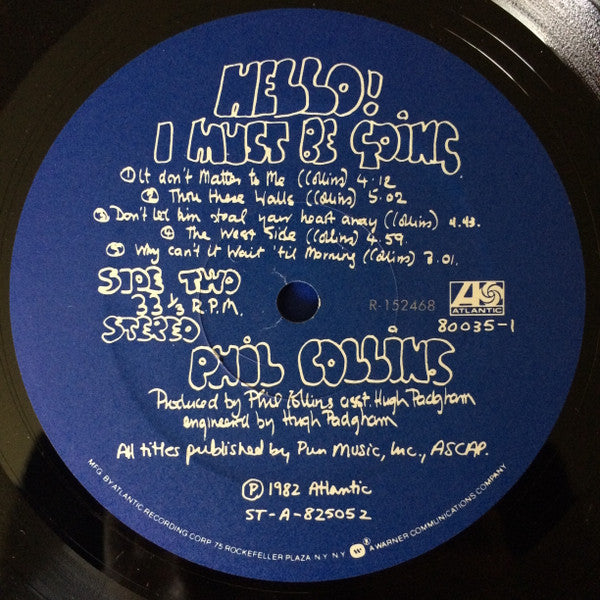 HELLO!
I MUST BE GOING
① It don't Matter to Me (Collins) 4.12
② Thru these Walls (Collins) 5.02
③ Don't let him steal your heart away (Collins) 4.43.
④ The West Side (Collins) 4.59
⑤ Why can't it Wait 'til Morning (Collins) 3.01.
SIDE TWO
33 1/3 R.P.M.
STEREO
R-152468
ATLANTIC
80035-1
PHIL COLLINS
Produced by Phil Collins asst. Hugh Padgham
engineered by Hugh Padgham
All titles published by Pun Music, Inc., ASCAP.
Ⓟ 1982 Atlantic
ST-A-825052
MFG. BY ATLANTIC RECORDING CORP. 75 ROCKEFELLER PLAZA. N.Y. N.Y. A WARNER COMMUNICATIONS COMPANY